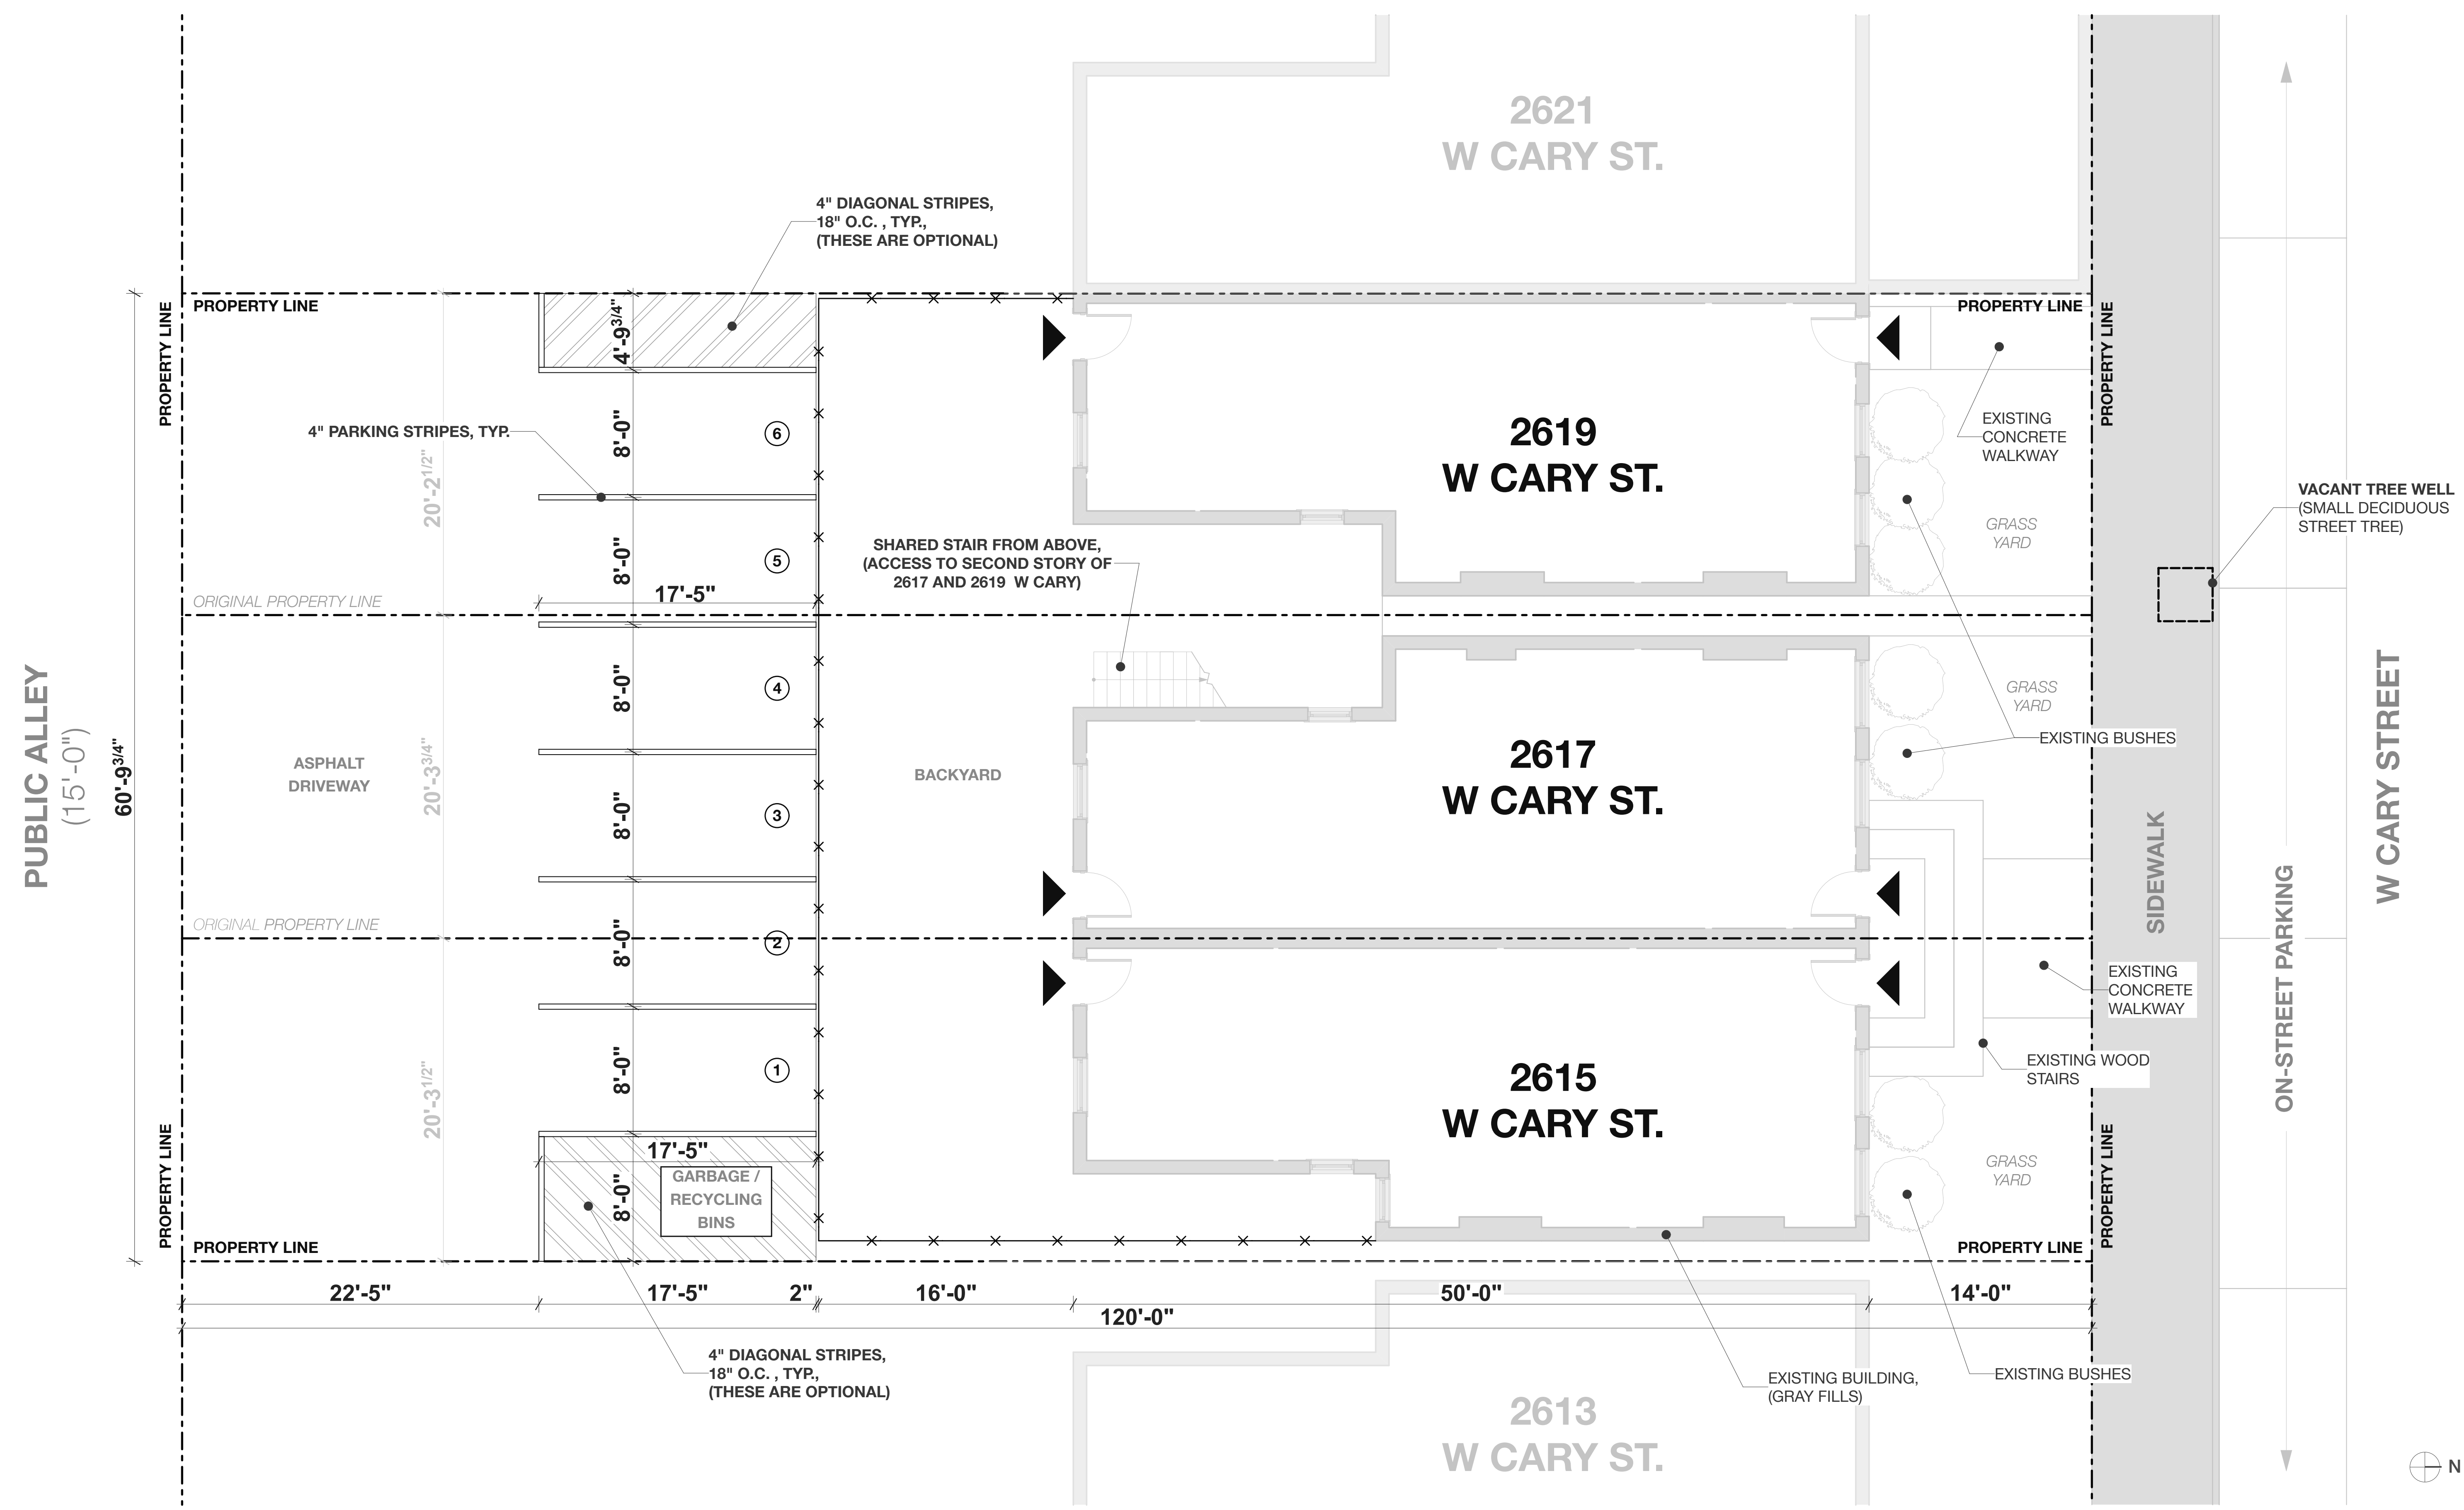 2621
W CARY ST.
4" DIAGONAL STRIPES,
18" O.C. , TYP.,
(THESE ARE OPTIONAL)
PROPERTY LINE
PROPERTY LINE
PROPERTY LINE
PROPERTY LINE
4'-9 3/4"
4" PARKING STRIPES, TYP.
8'-0"
6
2619
W CARY ST.
EXISTING
CONCRETE
WALKWAY
20'-2 1/2"
VACANT TREE WELL
(SMALL DECIDUOUS
STREET TREE)
GRASS
YARD
SHARED STAIR FROM ABOVE,
(ACCESS TO SECOND STORY OF
2617 AND 2619 W CARY)
8'-0"
5
17'-5"
ORIGINAL PROPERTY LINE
8'-0"
4
GRASS
YARD
EXISTING BUSHES
PUBLIC ALLEY
(15'-0")
60'-9 3/4"
ASPHALT
DRIVEWAY
20'-3 3/4"
8'-0"
3
BACKYARD
2617
W CARY ST.
SIDEWALK
ON-STREET PARKING
W CARY STREET
ORIGINAL PROPERTY LINE
8'-0"
2
EXISTING
CONCRETE
WALKWAY
20'-3 1/2"
8'-0"
1
2615
W CARY ST.
EXISTING WOOD
STAIRS
17'-5"
GARBAGE /
RECYCLING
BINS
8'-0"
GRASS
YARD
PROPERTY LINE
PROPERTY LINE
PROPERTY LINE
PROPERTY LINE
22'-5"
17'-5"
2"
16'-0"
50'-0"
14'-0"
120'-0"
4" DIAGONAL STRIPES,
18" O.C. , TYP.,
(THESE ARE OPTIONAL)
EXISTING BUILDING,
(GRAY FILLS)
EXISTING BUSHES
2613
W CARY ST.
N